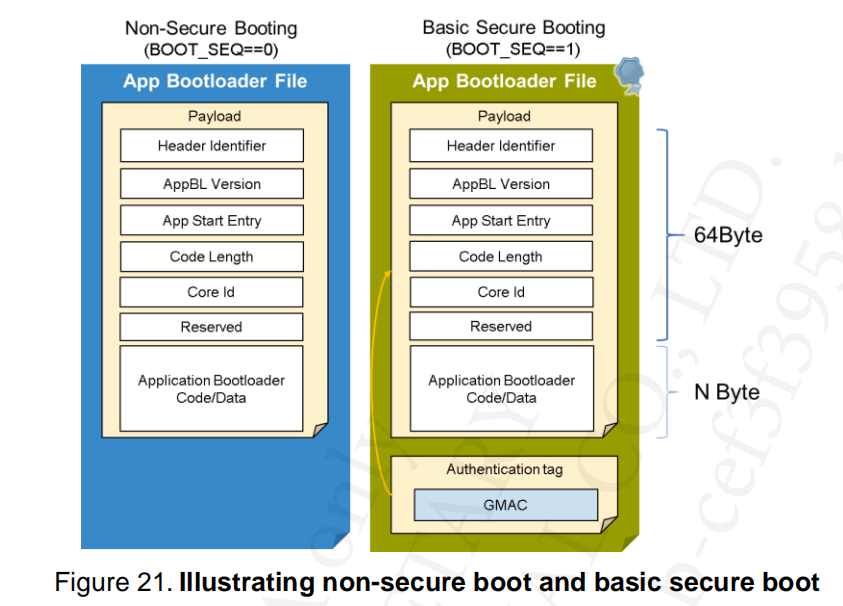 Non-Secure Booting
(BOOT_SEQ==0)
App Bootloader File
Payload
Header Identifier
AppBL Version
App Start Entry
Code Length
Core Id
Reserved
Application Bootloader
Code/Data
Basic Secure Booting
(BOOT_SEQ==1)
App Bootloader File
Payload
Header Identifier
AppBL Version
App Start Entry
Code Length
Core Id
Reserved
Application Bootloader
Code/Data
Authentication tag
GMAC
64Byte
N Byte
Figure 21. Illustrating non-secure boot and basic secure boot